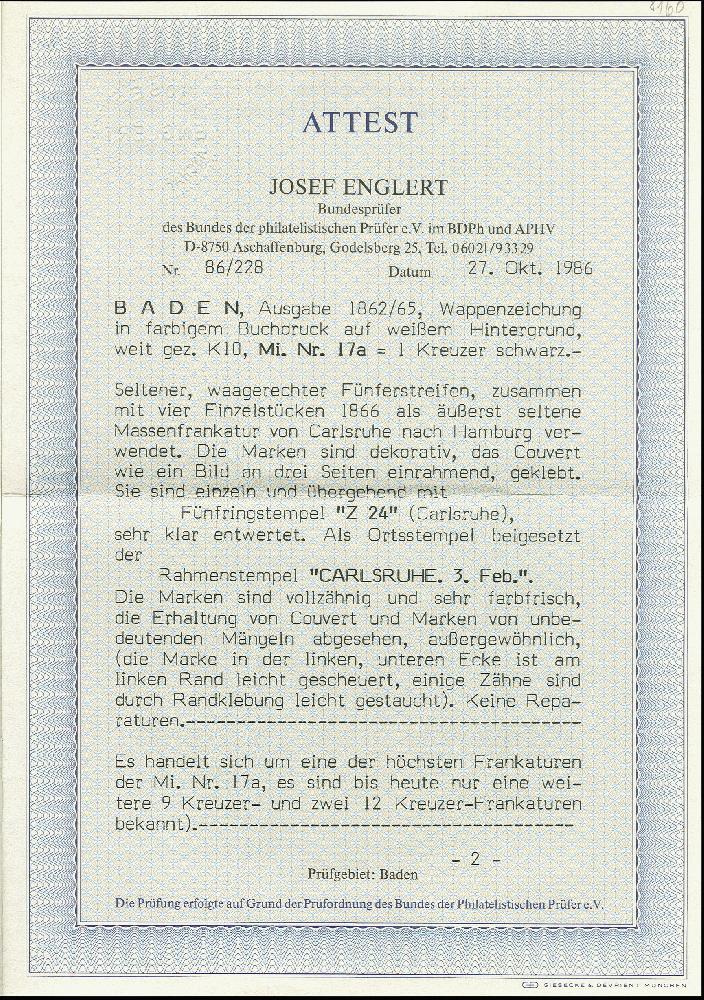 4160
ATTEST
JOSEF ENGLERT
Bundesprüfer
des Bundes der philatelistischen Prüfer e.V. im BDPh und APHV
D-8750 Aschaffenburg, Godelsberg 25, Tel. 06021/93329
Nr. 86/228 Datum 27. Okt. 1986
B A D E N, Ausgabe 1862/65, Wappenzeichung
in farbigem Buchdruck auf weißem Hintergrund,
weit gez. K10, Mi. Nr. 17a = 1 Kreuzer schwarz.-
Seltener, waagerechter Fünferstreifen, zusammen
mit vier Einzelstücken 1866 als äußerst seltene
Massenfrankatur von Carlsruhe nach Hamburg ver-
wendet. Die Marken sind dekorativ, das Couvert
wie ein Bild an drei Seiten einrahmend, geklebt.
Sie sind einzeln und übergehend mit
Fünfringstempel "Z 24" (Carlsruhe),
sehr klar entwertet. Als Ortsstempel beigesetzt
der
Rahmenstempel "CARLSRUHE. 3. Feb.".
Die Marken sind vollzähnig und sehr farbfrisch,
die Erhaltung von Couvert und Marken von unbe-
deutenden Mängeln abgesehen, außergewöhnlich,
(die Marke in der linken, unteren Ecke ist am
linken Rand leicht gescheuert, einige Zähne sind
durch Randklebung leicht gestaucht). Keine Repa-
raturen.---------------------------------------
Es handelt sich um eine der höchsten Frankaturen
der Mi. Nr. 17a, es sind bis heute nur eine wei-
tere 9 Kreuzer- und zwei 12 Kreuzer-Frankaturen
bekannt).-------------------------------------
- 2 -
Prüfgebiet: Baden
Die Prüfung erfolgte auf Grund der Prüfordnung des Bundes der Philatelistischen Prüfer e.V.
GIESECKE & DEVRIENT MÜNCHEN